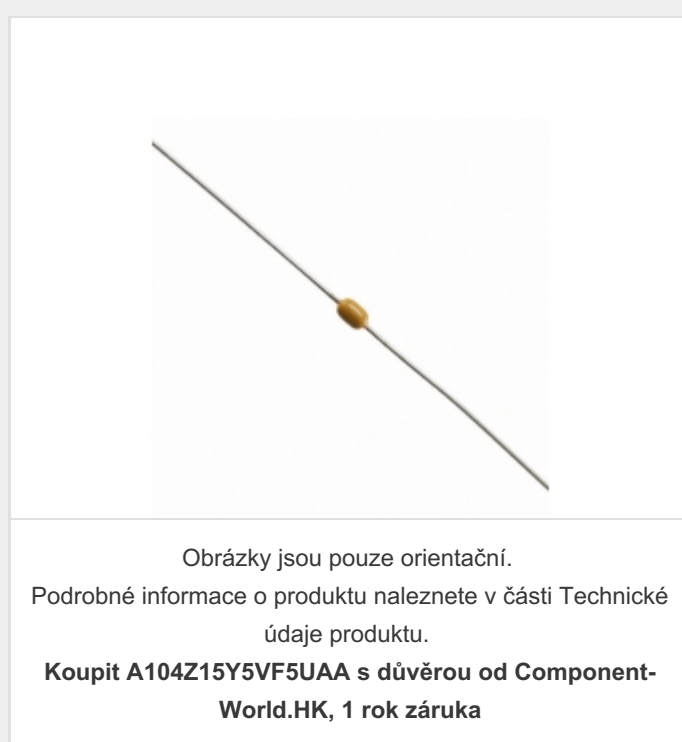 Obrázky jsou pouze orientační.
Podrobné informace o produktu naleznete v části Technické
údaje produktu.
Koupit A104Z15Y5VF5UAA s důvěrou od Component-
World.HK, 1 rok záruka